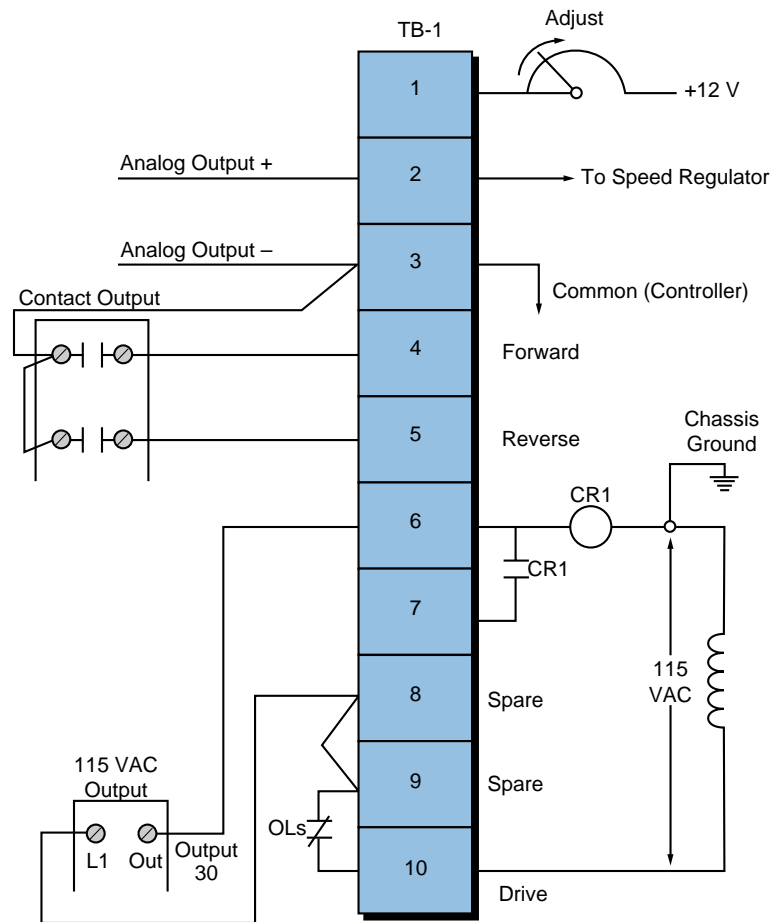 Adjust
TB-1
1
+12 V
Analog Output +
2
To Speed Regulator
Analog Output –
3
Contact Output
Common (Controller)
4
Forward
5
Reverse
Chassis
Ground
6
CR1
CR1
7
115
VAC
8
Spare
115 VAC
Output
9
Spare
OLs
L1
Out
Output
30
10
Drive